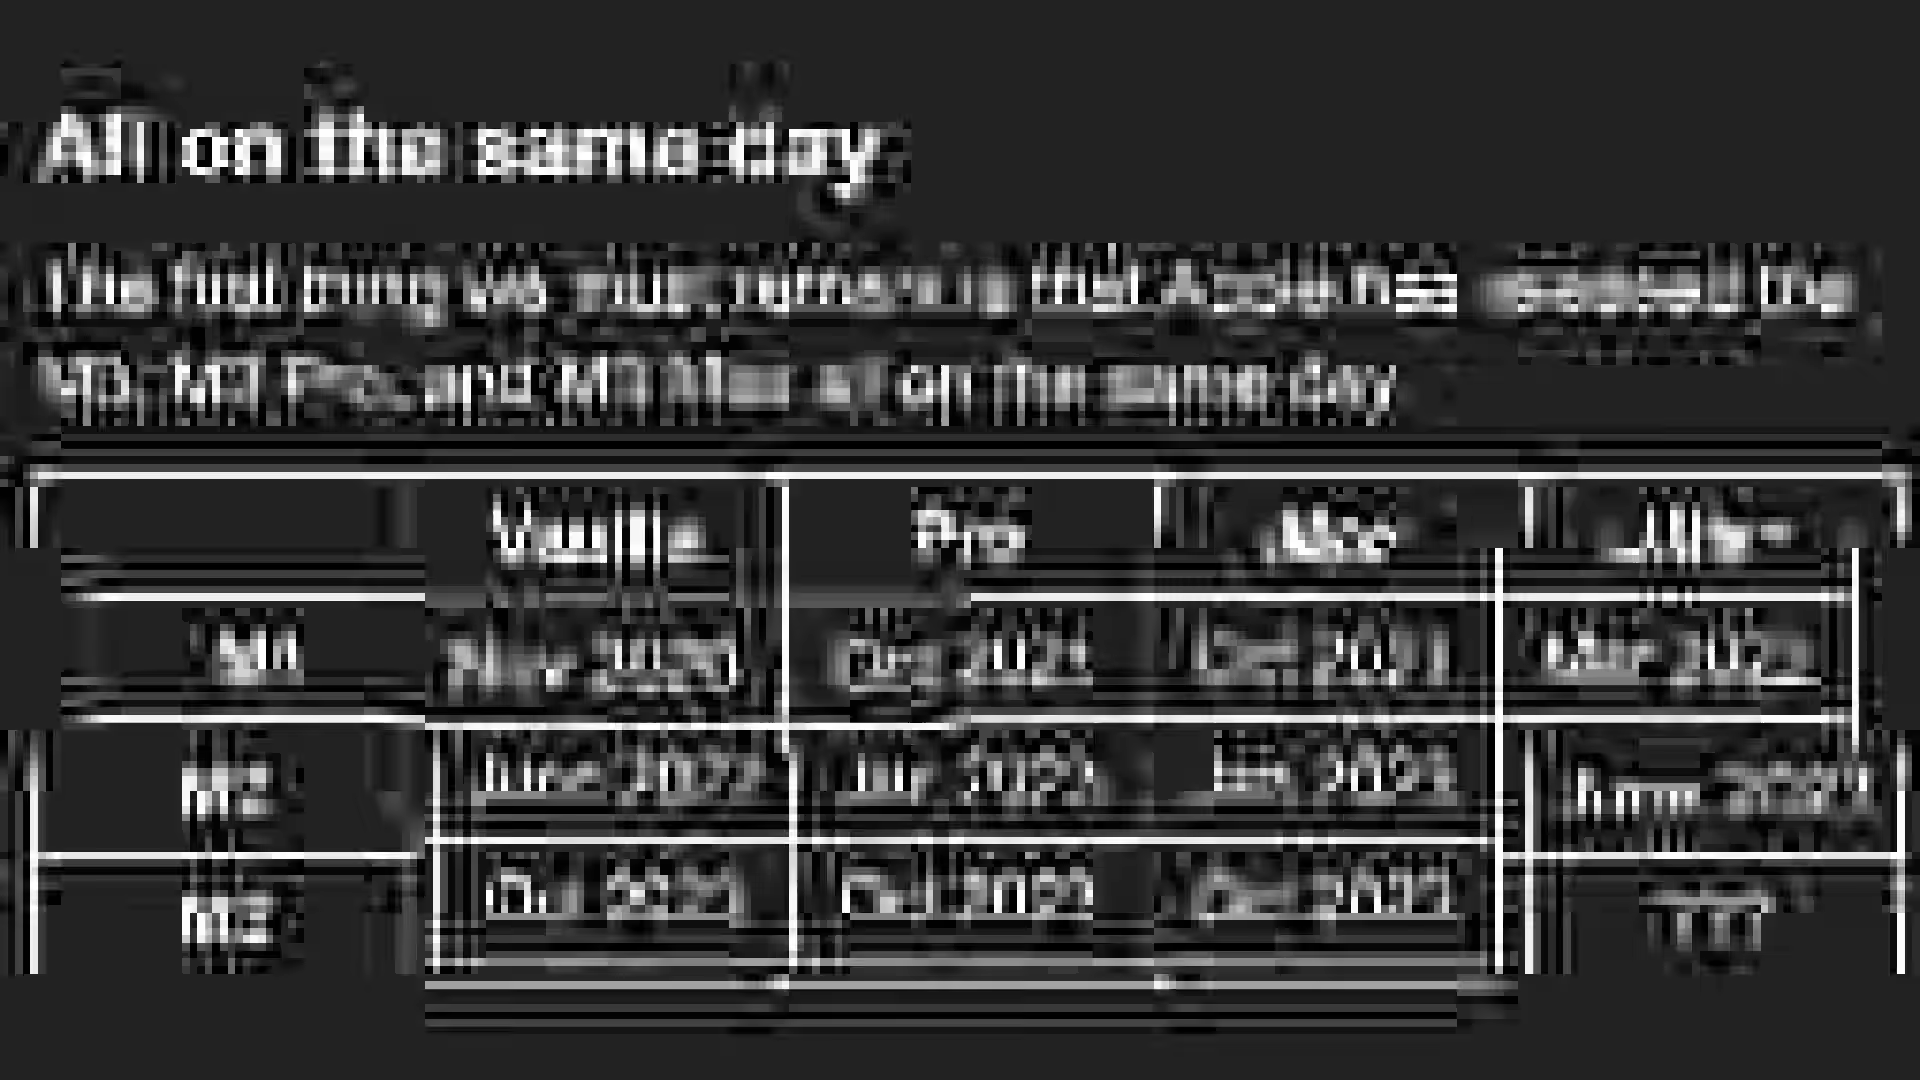 All on the same day
The first thing we must remember is that Apple has released the
M3, M3 Pro, and M3 Max all on the same day
Vanilla Pro Max Ultra
M1 Nov 2020 Oct 2021 Oct 2021 Mar 2022
M2 June 2022 Jan 2023 Jan 2023 June 2023
M3 Oct 2023 Oct 2023 Oct 2023 ???